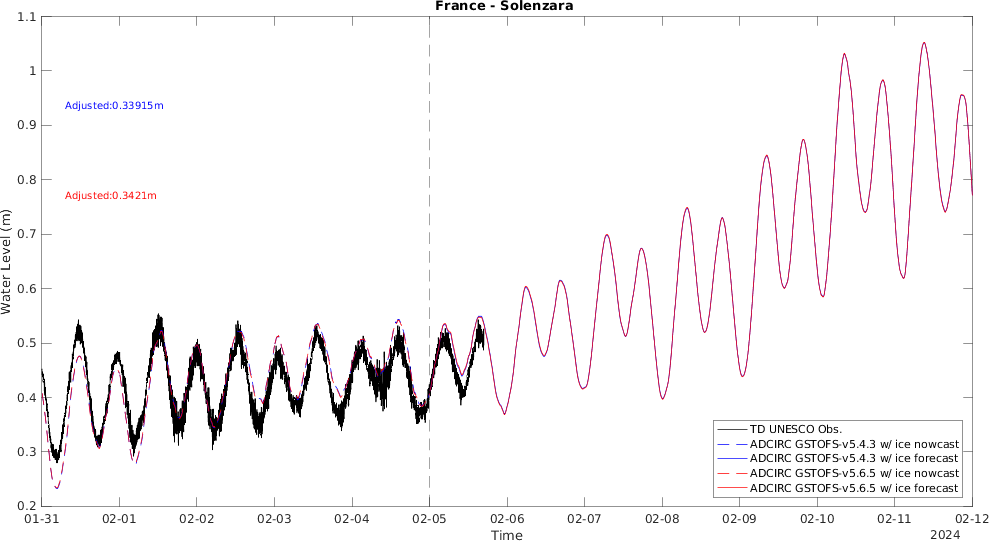 France - Solenzara
1.1
1
0.9
0.8
0.7
0.6
0.5
0.4
0.3
0.2
Water Level (m)
Adjusted:0.33915m
Adjusted:0.3421m
TD UNESCO Obs.
ADCIRC GSTOFS-v5.4.3 w/ ice nowcast
ADCIRC GSTOFS-v5.4.3 w/ ice forecast
ADCIRC GSTOFS-v5.6.5 w/ ice nowcast
ADCIRC GSTOFS-v5.6.5 w/ ice forecast
01-31 02-01 02-02 02-03 02-04 02-05 02-06 02-07 02-08 02-09 02-10 02-11 02-12
Time
2024